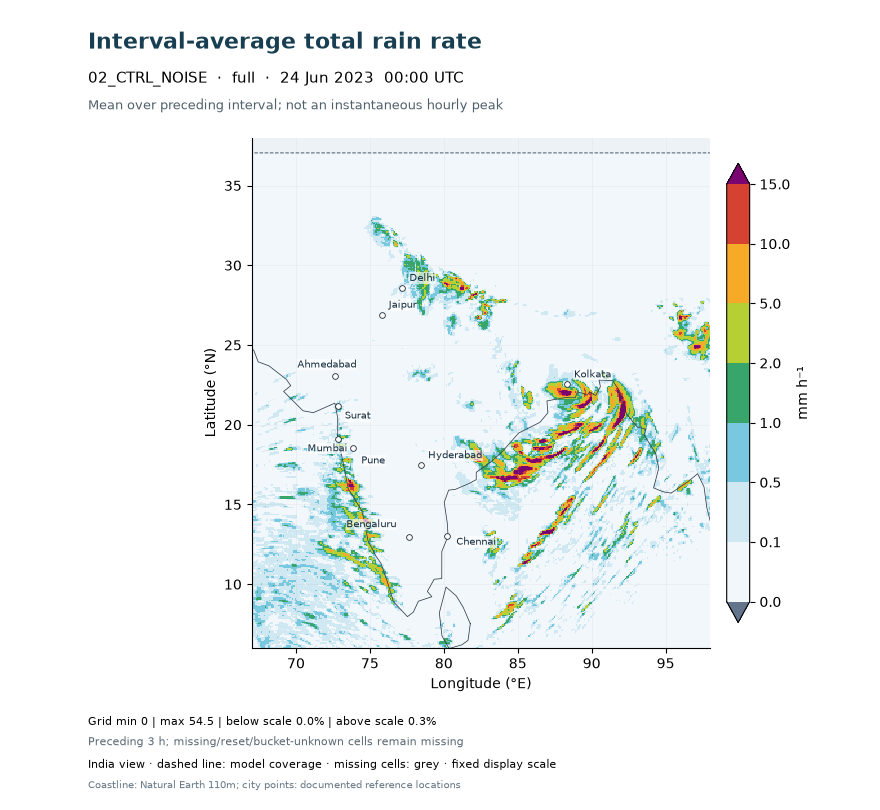 Interval-average total rain rate
02_CTRL_NOISE · full · 24 Jun 2023 00:00 UTC
Mean over preceding interval; not an instantaneous hourly peak
35
30
25
20
15
10
Latitude (°N)
70
75
80
85
90
95
Longitude (°E)
Delhi
Jaipur
Ahmedabad
Kolkata
Surat
Mumbai
Pune
Hyderabad
Bengaluru
Chennai
15.0
10.0
5.0
2.0
1.0
0.5
0.1
0.0
mm h⁻¹
Grid min 0 | max 54.5 | below scale 0.0% | above scale 0.3%
Preceding 3 h; missing/reset/bucket-unknown cells remain missing
India view · dashed line: model coverage · missing cells: grey · fixed display scale
Coastline: Natural Earth 110m; city points: documented reference locations